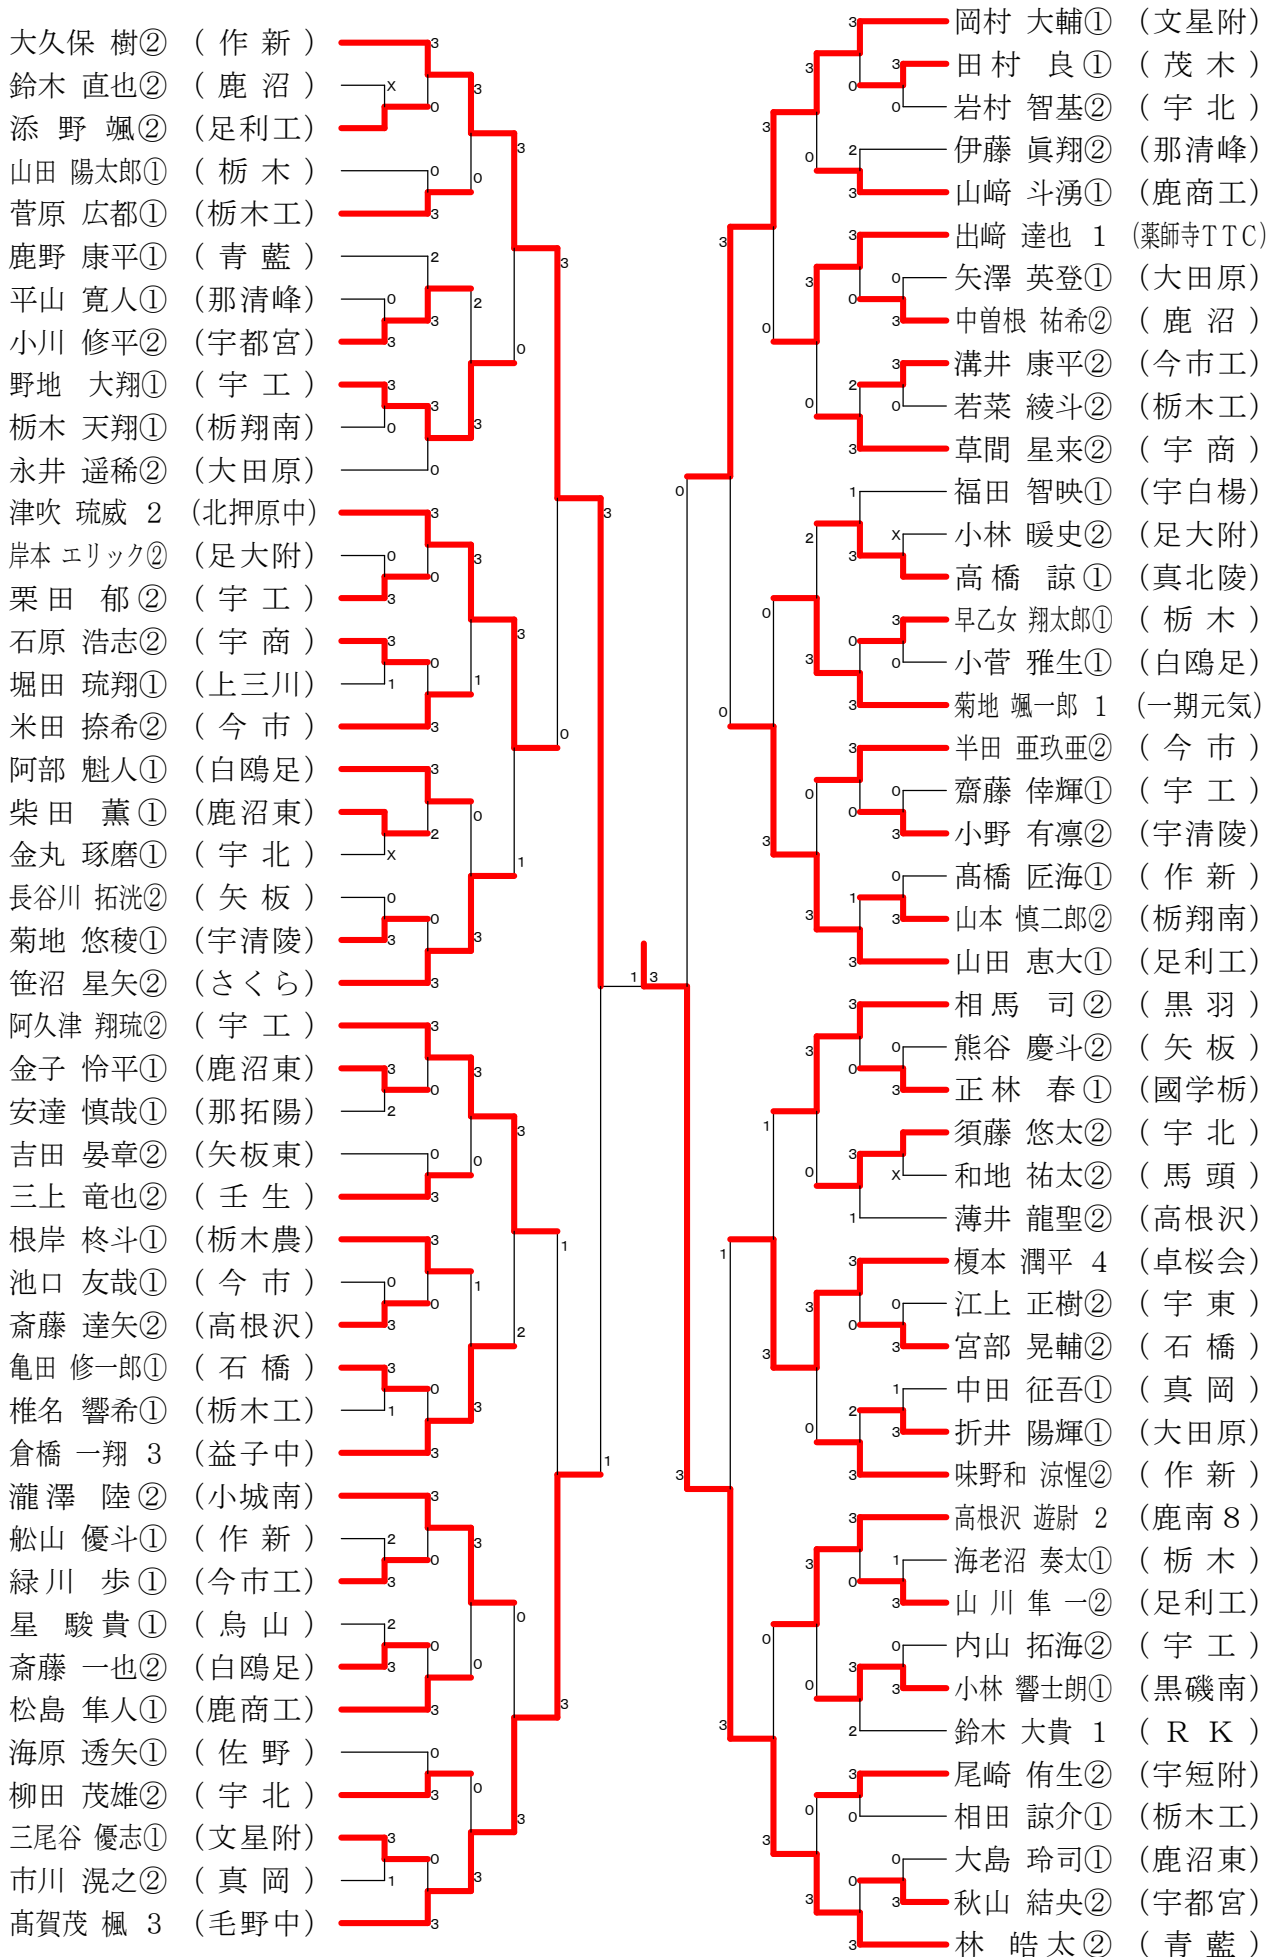 大久保 樹② （ 作 新 ）
鈴木 直也② （ 鹿 沼 ）
添 野 颯② （足利工）
山田 陽太郎① （ 栃 木 ）
菅原 広都① （栃木工）
鹿野 康平① （ 青 藍 ）
平山 寛人① （那清峰）
小川 修平② （宇都宮）
野地 大翔① （ 宇 工 ）
栃木 天翔① （栃翔南）
永井 遥稀② （大田原）
津吹 琉威 2 （北押原中）
岸本 エリック② （足大附）
栗 田 郁② （ 宇 工 ）
石原 浩志② （ 宇 商 ）
堀田 琉翔① （上三川）
米田 捺希② （ 今 市 ）
阿部 魁人① （白鴎足）
柴 田 薫① （鹿沼東）
金丸 琢磨① （ 宇 北 ）
長谷川 拓洸② （ 矢 板 ）
菊地 悠稜① （宇清陵）
笹沼 星矢② （さくら）
阿久津 翔琉② （ 宇 工 ）
金子 怜平① （鹿沼東）
安達 慎哉① （那拓陽）
吉田 晏章② （矢板東）
三上 竜也② （ 壬 生 ）
根岸 柊斗① （栃木農）
池口 友哉① （ 今 市 ）
斎藤 達矢② （高根沢）
亀田 修一郎① （ 石 橋 ）
椎名 響希① （栃木工）
倉橋 一翔 3 （益子中）
瀧澤 陸② （小城南）
舩山 優斗① （ 作 新 ）
緑川 歩① （今市工）
星 駿貴① （ 烏 山 ）
斎藤 一也② （白鴎足）
松島 隼人① （鹿商工）
海原 透矢① （ 佐 野 ）
柳田 茂雄② （ 宇 北 ）
三尾谷 優志① （文星附）
市川 滉之② （ 真 岡 ）
髙賀茂 楓 3 （毛野中）
岡村 大輔① （文星附）
田村 良① （ 茂 木 ）
岩村 智基② （ 宇 北 ）
伊藤 眞翔② （那清峰）
山﨑 斗湧① （鹿商工）
出﨑 達也 1 （薬師寺TTC）
矢澤 英登① （大田原）
中曽根 祐希② （ 鹿 沼 ）
溝井 康平② （今市工）
若菜 綾斗② （栃木工）
草間 星来② （ 宇 商 ）
福田 智映① （宇白楊）
小林 暖史② （足大附）
高橋 諒① （真北陵）
早乙女 翔太郎① （ 栃 木 ）
小菅 雅生① （白鴎足）
菊地 颯一郎 1 （一期元気）
半田 亜玖亜② （ 今 市 ）
齋藤 倖輝① （ 宇 工 ）
小野 有凛② （宇清陵）
髙橋 匠海① （ 作 新 ）
山本 慎二郎② （栃翔南）
山田 恵大① （足利工）
相馬 司② （ 黒 羽 ）
熊谷 慶斗② （ 矢 板 ）
正林 春① （國学栃）
須藤 悠太② （ 宇 北 ）
和地 祐太② （ 馬 頭 ）
薄井 龍聖② （高根沢）
榎本 潤平 4 （卓桜会）
江上 正樹② （ 宇 東 ）
宮部 晃輔② （ 石 橋 ）
中田 征吾① （ 真 岡 ）
折井 陽輝① （大田原）
味野和 涼惺② （ 作 新 ）
高根沢 遊尉 2 （鹿南８）
海老沼 奏太① （ 栃 木 ）
山 川 隼 一② （足利工）
内山 拓海② （ 宇 工 ）
小林 響士朗① （黒磯南）
鈴木 大貴 1 （ Ｒ Ｋ ）
尾崎 侑生② （宇短附）
相田 諒介① （栃木工）
大島 玲司① （鹿沼東）
秋山 結央② （宇都宮）
林 皓太② （ 青 藍 ）